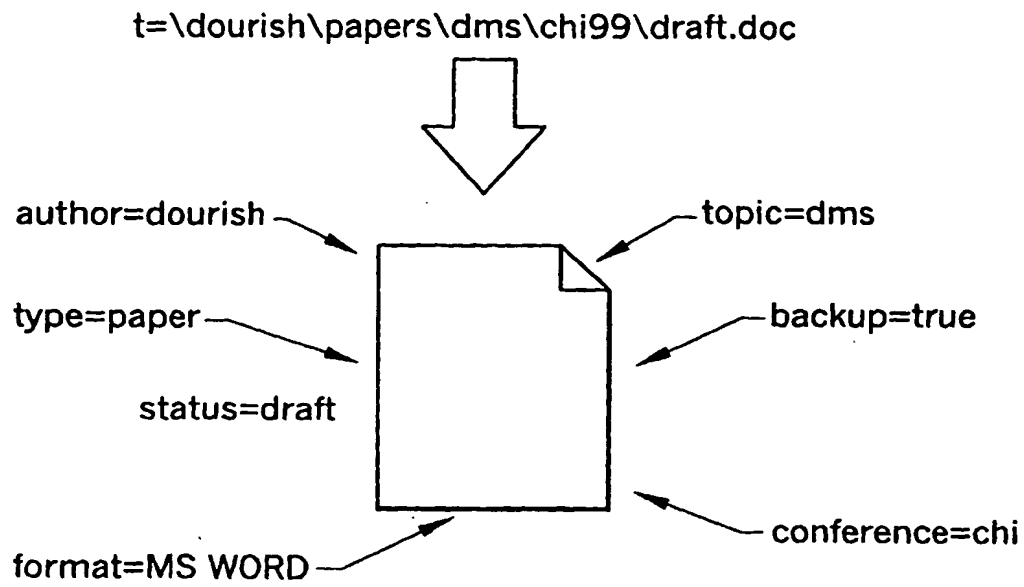 t=\dourish\papers\dms\chi99\draft.doc
author=dourish
topic=dms
type=paper
backup=true
status=draft
conference=chi
format=MS WORD